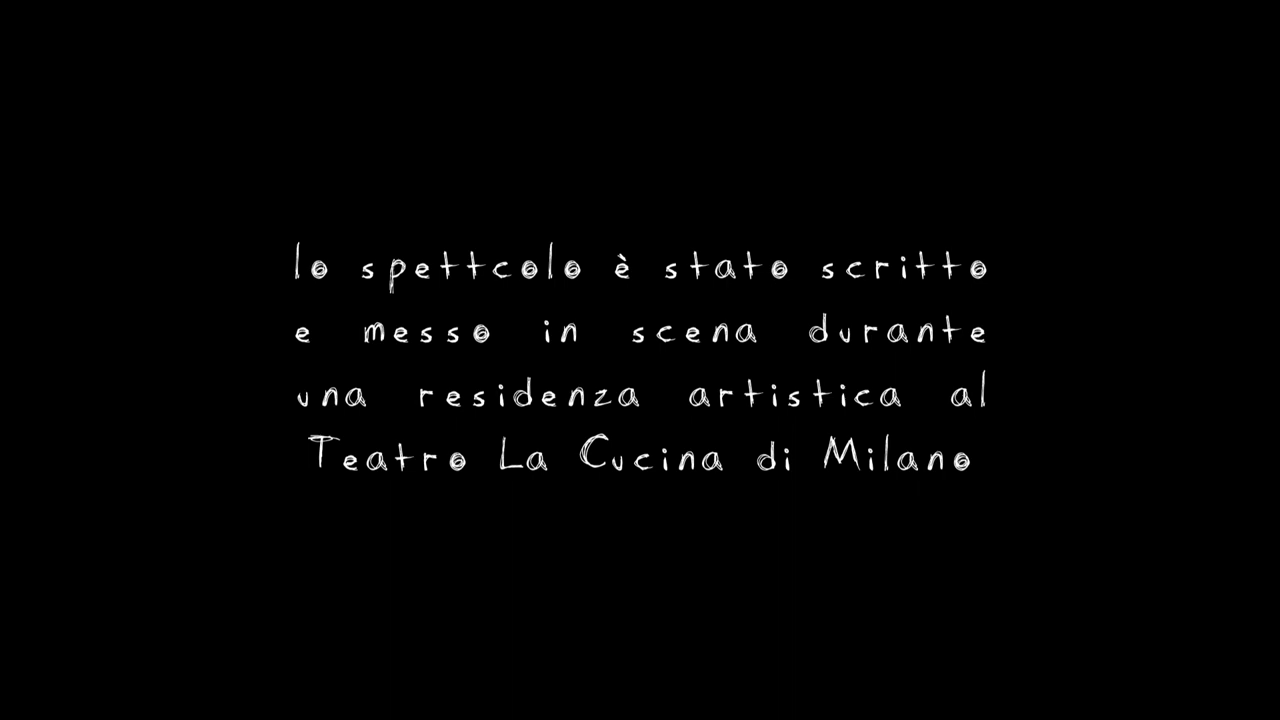 lo spettcolo è stato scritto
e messo in scena durante
una residenza artistica al
Teatro La Cucina di Milano